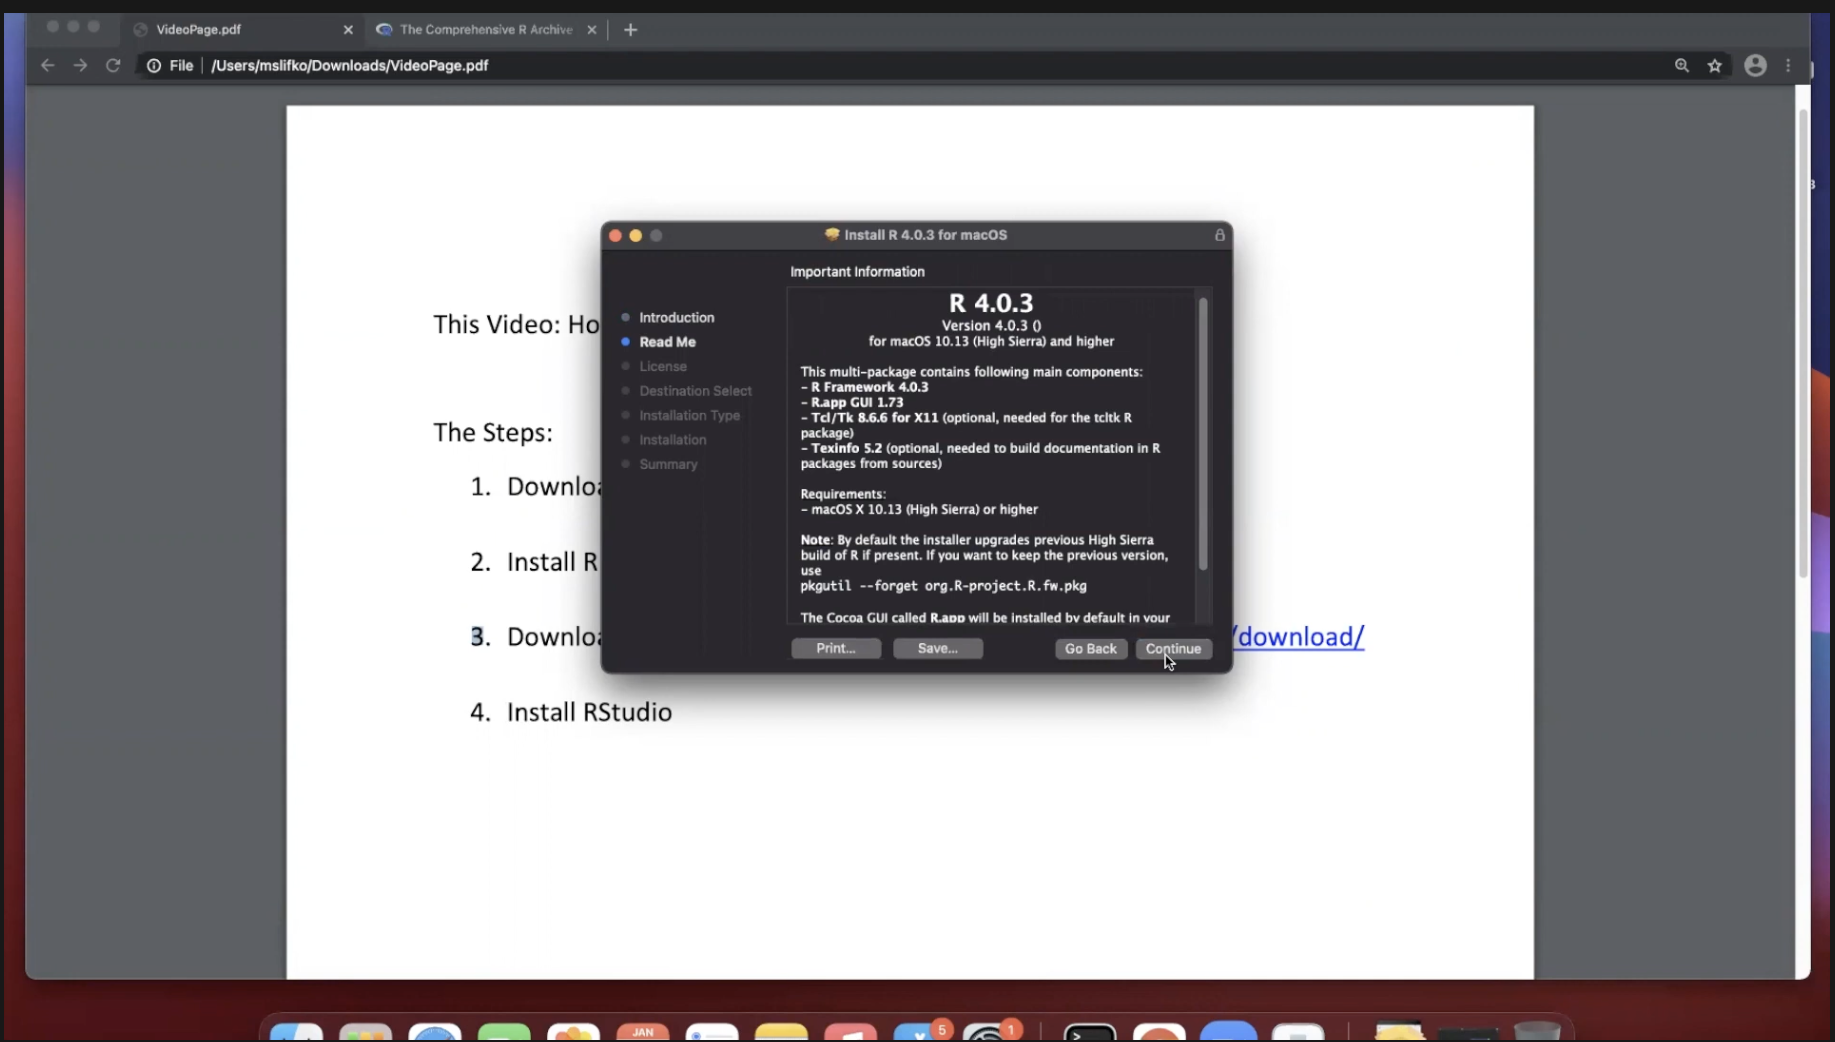 VideoPage.pdf
The Comprehensive R Archive
File
/Users/mslifko/Downloads/VideoPage.pdf
Install R 4.0.3 for macOS
Important Information
Introduction
Read Me
License
Destination Select
Installation Type
Installation
Summary
R 4.0.3
Version 4.0.3 ()
for macOS 10.13 (High Sierra) and higher
This multi-package contains following main components:
- R Framework 4.0.3
- R.app GUI 1.73
- Tcl/Tk 8.6.6 for X11 (optional, needed for the tcltk R
package)
- Texinfo 5.2 (optional, needed to build documentation in R
packages from sources)
Requirements:
- macOS X 10.13 (High Sierra) or higher
Note: By default the installer upgrades previous High Sierra
build of R if present. If you want to keep the previous version,
use
pkgutil --forget org.R-project.R.fw.pkg
The Cocoa GUI called R.app will be installed by default in your
Print...
Save...
Go Back
Continue
This Video: Ho
The Steps:
1. Downloa
2. Install R
3. Downloa
/download/
4. Install RStudio
JAN
5
1